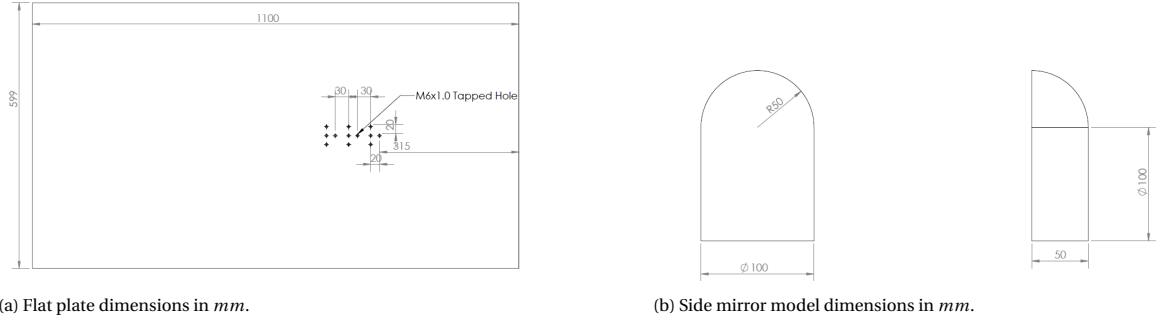 1100
599
30
30
M6x1.0 Tapped Hole
20
315
20
R50
∅100
∅100
50
(a) Flat plate dimensions in mm.
(b) Side mirror model dimensions in mm.